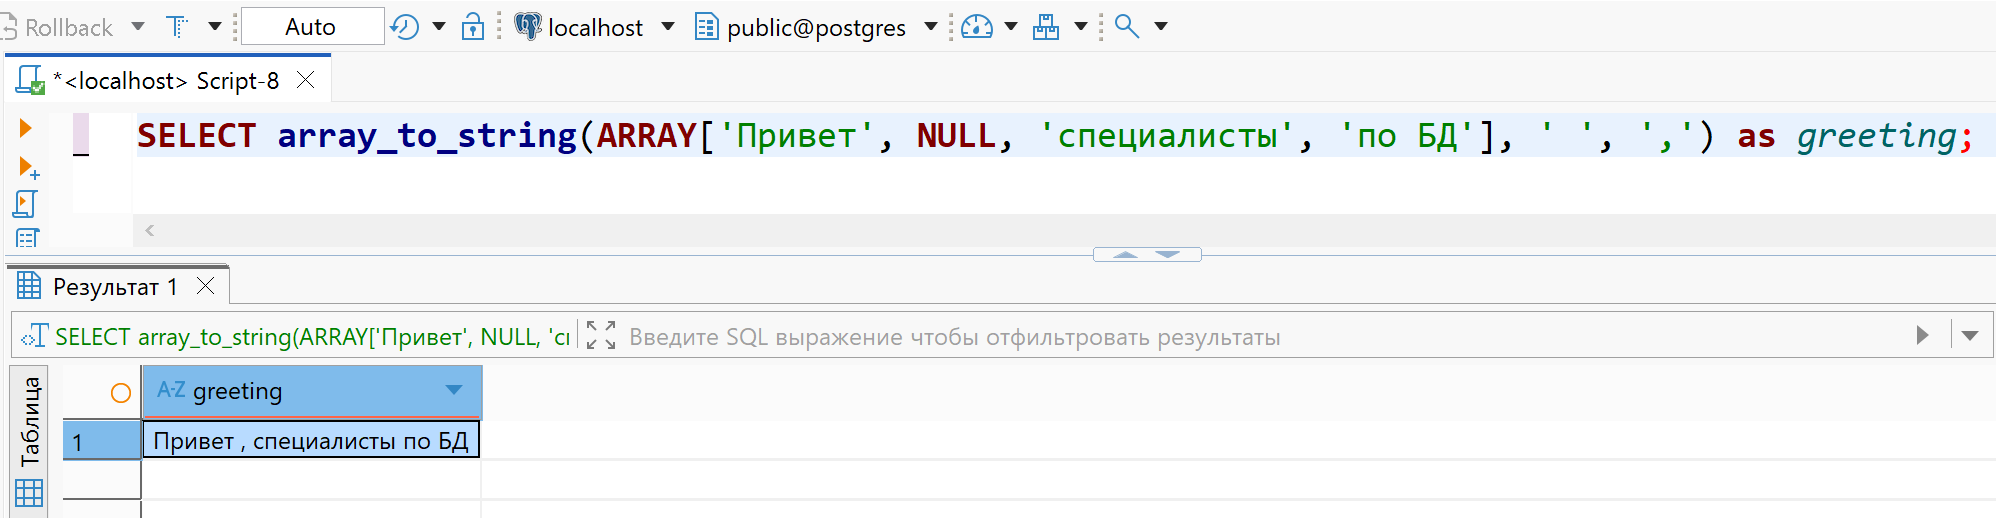 Rollback Auto localhost public@postgres
*<localhost> Script-8
SELECT array_to_string(ARRAY['Привет', NULL, 'специалисты', 'по БД'], ' ', ',') as greeting;
Результат 1
SELECT array_to_string(ARRAY['Привет', NULL, 'сı Введите SQL выражение чтобы отфильтровать результаты
Таблица
A-Z greeting
1 Привет , специалисты по БД